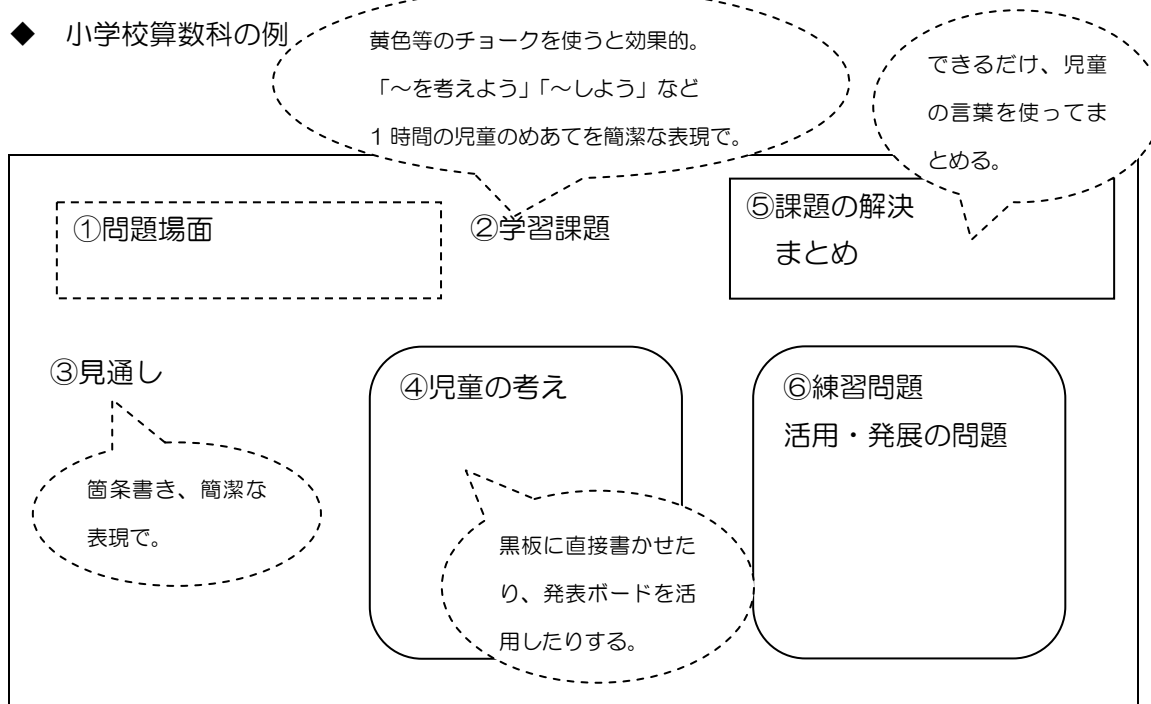 ◆ 小学校算数科の例
黄色等のチョークを使うと効果的。
「～を考えよう」「～しよう」など
1 時間の児童のめあてを簡潔な表現で。
できるだけ、児童
の言葉を使ってま
とめる。
①問題場面
②学習課題
⑤課題の解決
まとめ
③見通し
箇条書き、簡潔な
表現で。
④児童の考え
黒板に直接書かせた
り、発表ボードを活
用したりする。
⑥練習問題
活用・発展の問題